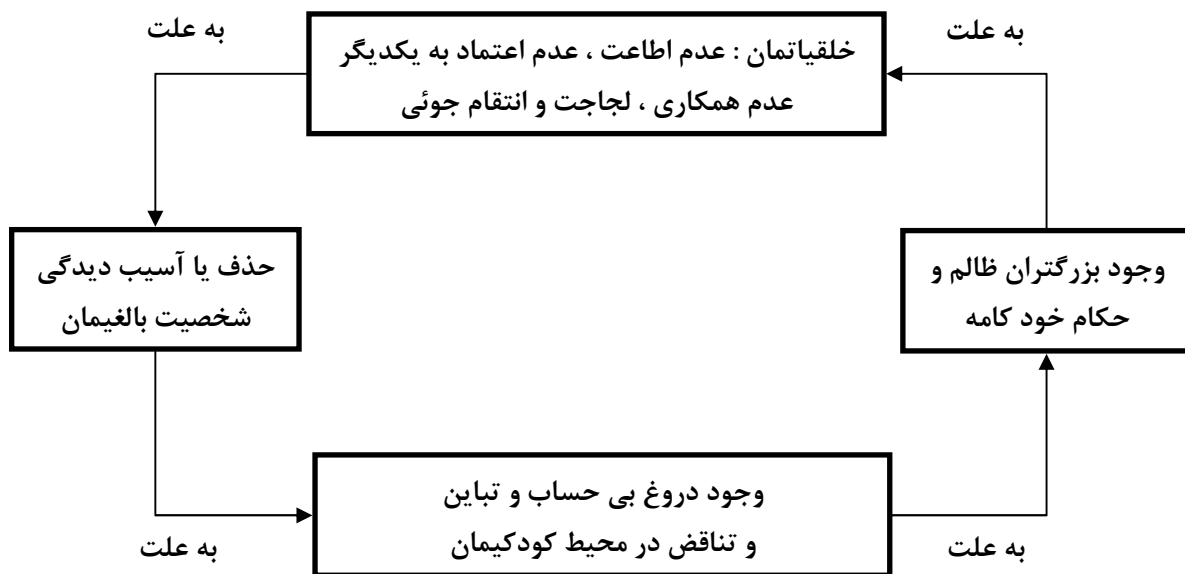 به علت
به علت
خلقیاتمان : عدم اطاعت ، عدم اعتماد به یکدیگر
عدم همکاری ، لجاجت و انتقام جوئی
وجود بزرگتران ظالم و
حکام خود کامه
حذف یا آسیب دیدگی
شخصیت بالغیمان
وجود دروغ بی حساب و تباین
و تناقض در محیط کودکیمان
به علت
به علت